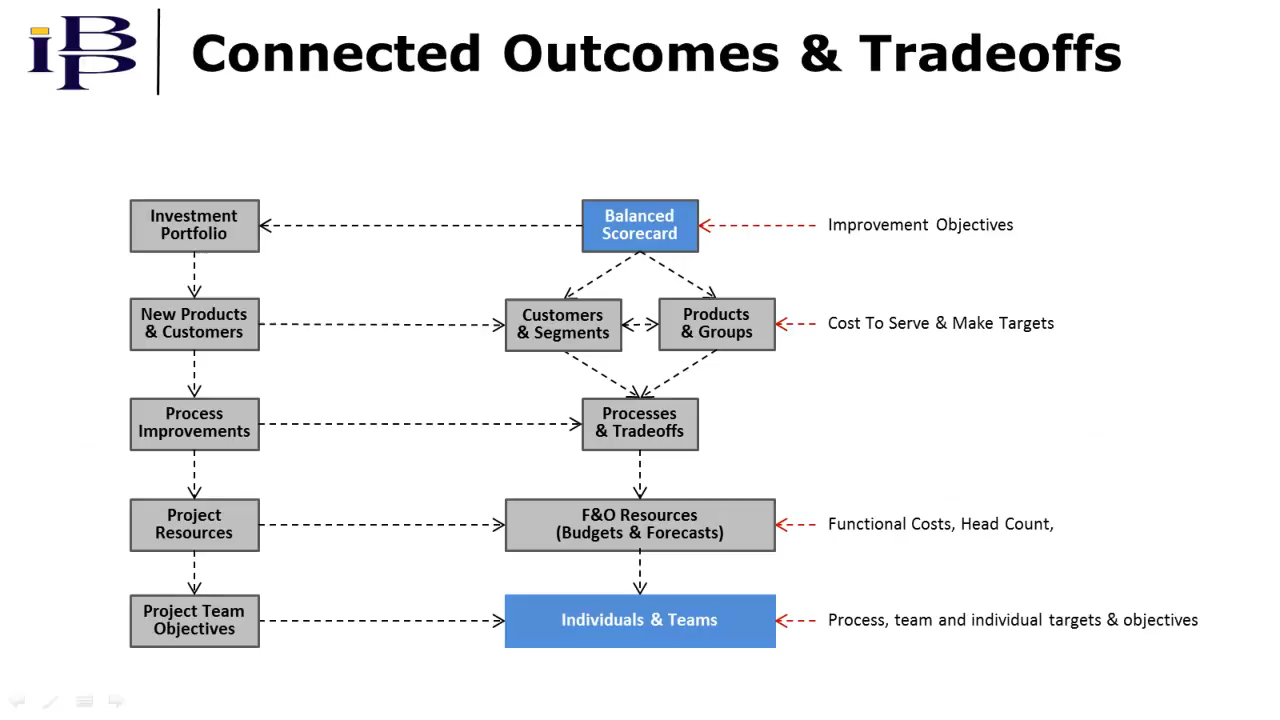 iBP
Connected Outcomes & Tradeoffs
Investment
Portfolio
Balanced
Scorecard
Improvement Objectives
New Products
& Customers
Customers
& Segments
Products
& Groups
Cost To Serve & Make Targets
Process
Improvements
Processes
& Tradeoffs
Project
Resources
F&O Resources
(Budgets & Forecasts)
Functional Costs, Head Count,
Project Team
Objectives
Individuals & Teams
Process, team and individual targets & objectives